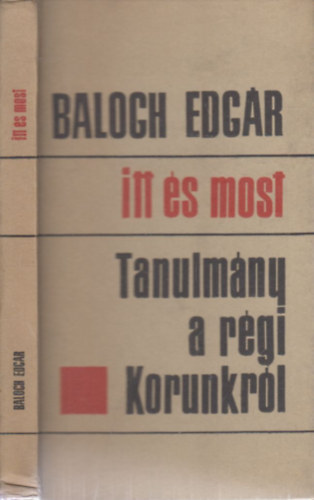 BALOGH EDGÁR
itt és most
Tanulmány
a régi
Korunkról
itt és most
BALOGH EDGÁR